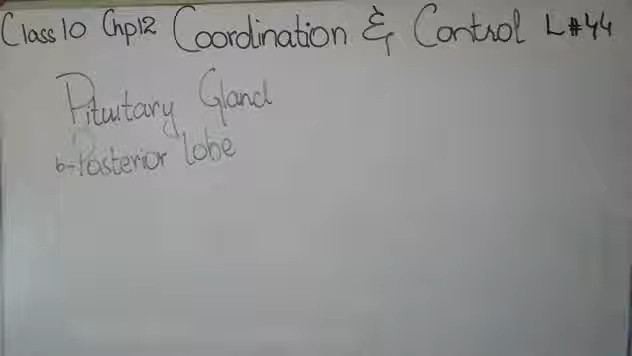 Class 10 Chp12 Coordination & Control L#44
Pituitary Gland
b-Posterior lobe